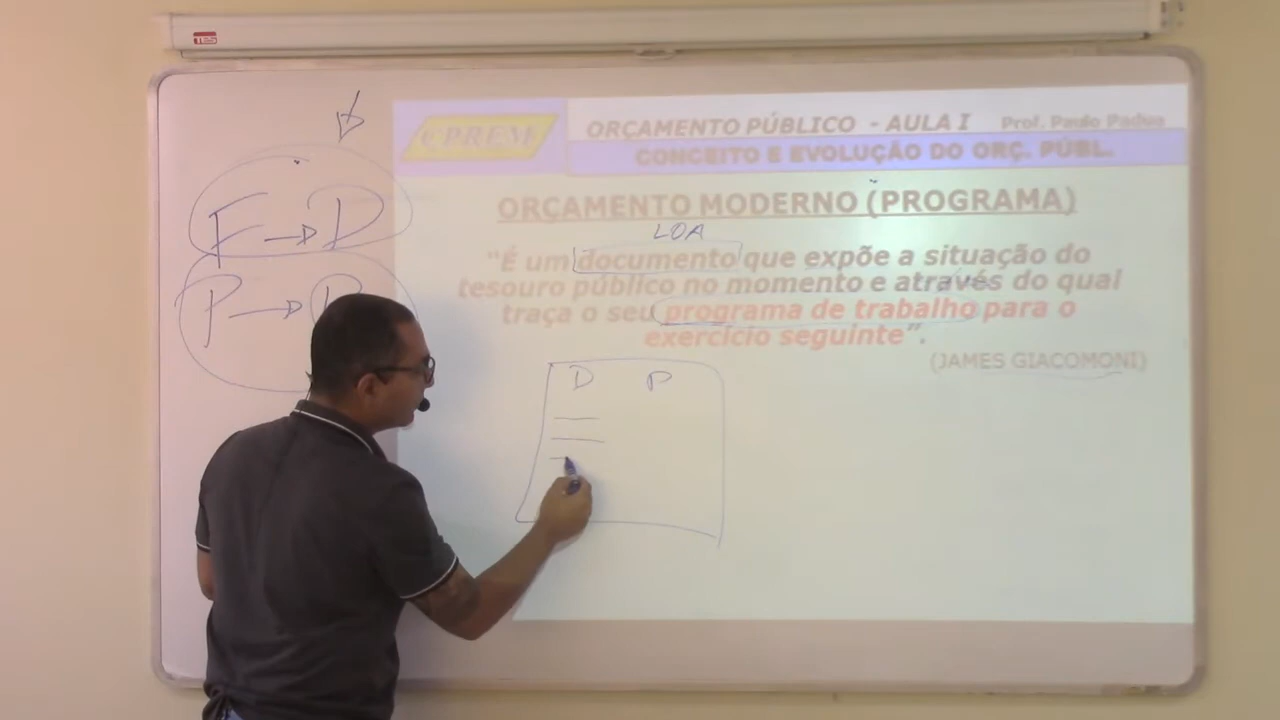 CPREM
ORÇAMENTO PÚBLICO - AULA I Prof. Paulo Padua
CONCEITO E EVOLUÇÃO DO ORÇ. PÚBL.
ORÇAMENTO MODERNO (PROGRAMA)
LOA
"É um documento que expõe a situação do
tesouro público no momento e através do qual
traça o seu programa de trabalho para o
exercício seguinte".
(JAMES GIACOMONI)
F → D
P →
D P